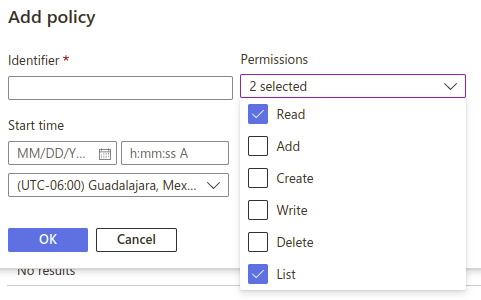 Add policy
Identifier *
Permissions
2 selected
Read
Add
Create
Write
Delete
List
Start time
MM/DD/Y... h:mm:ss A
(UTC-06:00) Guadalajara, Mex...
OK Cancel
No results